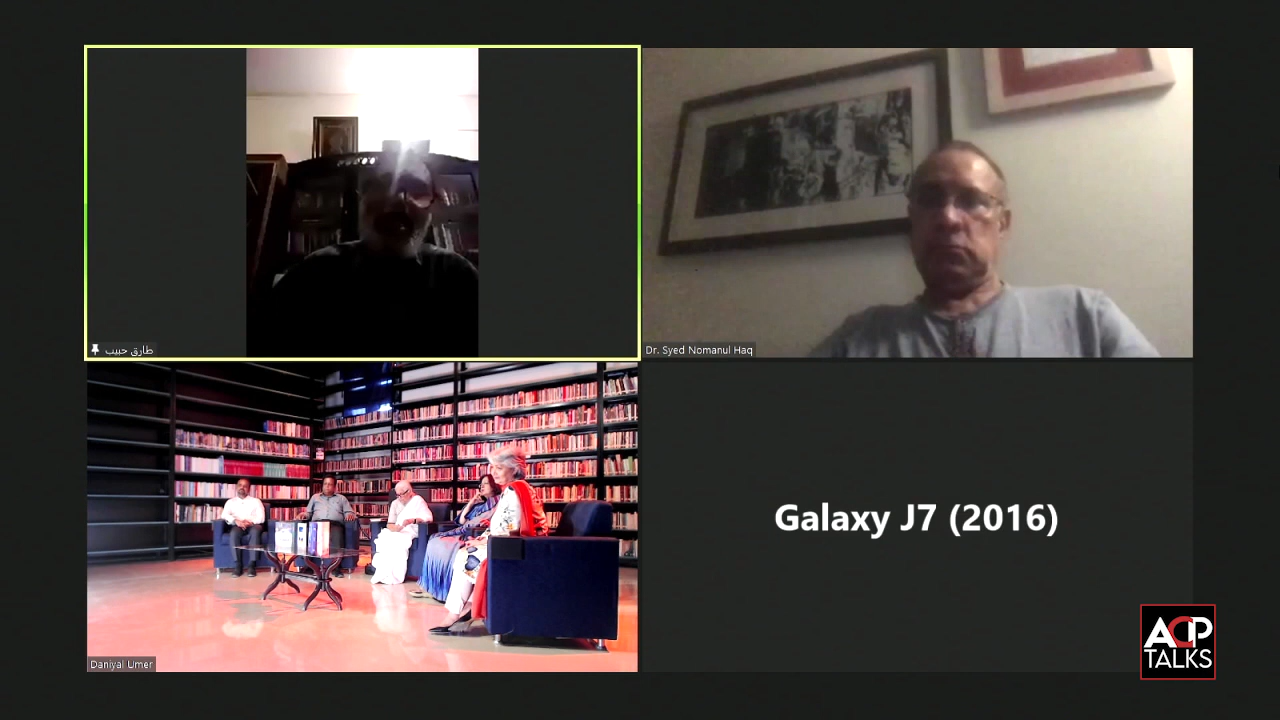 طارق حبیب
Dr. Syed Nomanul Haq
Galaxy J7 (2016)
Daniyal Umer
ACP
TALKS